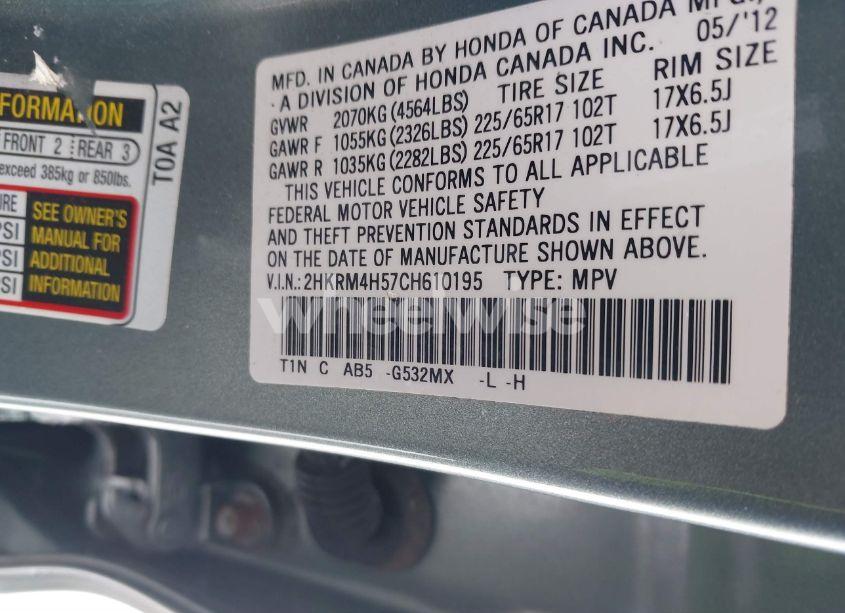 FORMATION
FRONT 2 REAR 3
exceed 385kg or 850lbs.
SEE OWNER'S
PSI MANUAL FOR
PSI ADDITIONAL
PSI INFORMATION
T0A A2
MFD. IN CANADA BY HONDA OF CANADA MFG.,
A DIVISION OF HONDA CANADA INC. 05/'12
GVWR 2070KG(4564LBS) TIRE SIZE RIM SIZE
GAWR F 1055KG(2326LBS) 225/65R17 102T 17X6.5J
GAWR R 1035KG(2282LBS) 225/65R17 102T 17X6.5J
THIS VEHICLE CONFORMS TO ALL APPLICABLE
FEDERAL MOTOR VEHICLE SAFETY
AND THEFT PREVENTION STANDARDS IN EFFECT
ON THE DATE OF MANUFACTURE SHOWN ABOVE.
V.I.N.:2HKRM4H57CH610195 TYPE: MPV
wheelwise
T1N C AB5 -G532MX -L -H